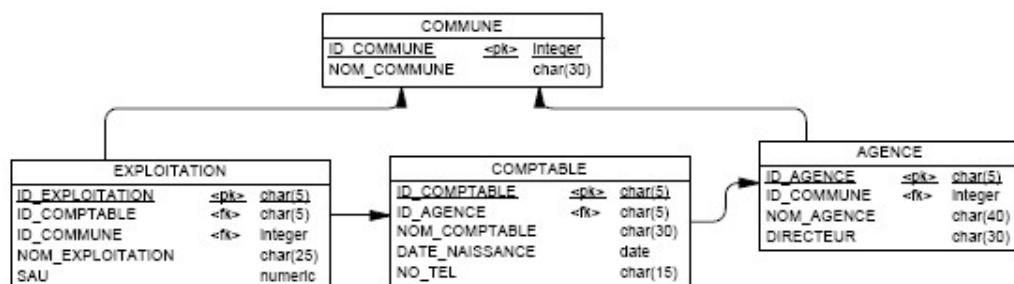 COMMUNE
ID_COMMUNE <pk> Integer
NOM_COMMUNE char(30)
EXPLOITATION
ID_EXPLOITATION <pk> char(5)
ID_COMPTABLE <fk> char(5)
ID_COMMUNE <fk> Integer
NOM_EXPLOITATION char(25)
SAU numeric
COMPTABLE
ID_COMPTABLE <pk> char(5)
ID_AGENCE <fk> char(5)
NOM_COMPTABLE char(30)
DATE_NAISSANCE date
NO_TEL char(15)
AGENCE
ID_AGENCE <pk> char(5)
ID_COMMUNE <fk> Integer
NOM_AGENCE char(40)
DIRECTEUR char(30)